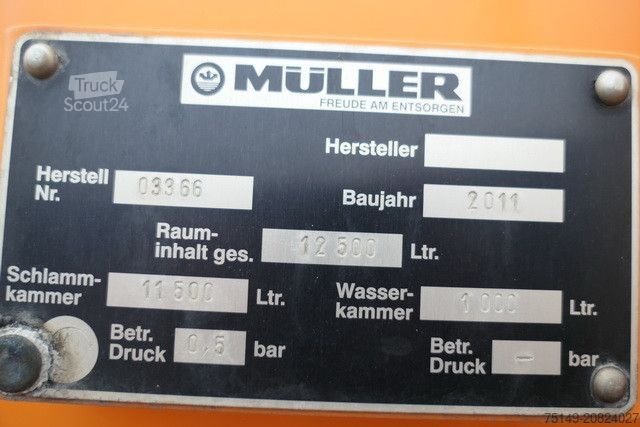 Truck
Scout24
MÜLLER
FREUDE AM ENTSORGEN
Hersteller
Herstell Nr. 03366
Baujahr 2011
Raum-
inhalt ges. 12 500 Ltr.
Schlamm-
kammer 11 500 Ltr.
Wasser-
kammer 1 000 Ltr.
Betr.
Druck 0,5 bar
Betr.
Druck - bar
75149-20824027